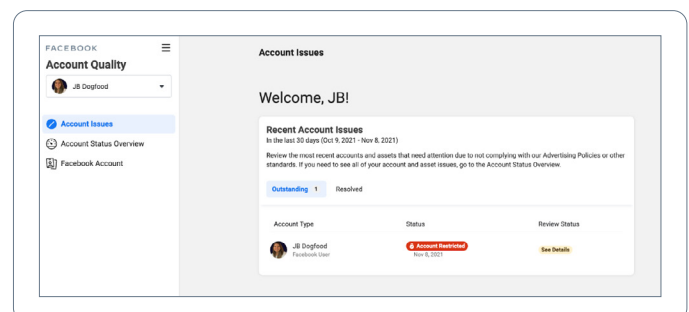 FACEBOOK
Account Quality
JB Dogfood
Account Issues
Account Status Overview
Facebook Account
Account Issues
Welcome, JB!
Recent Account Issues
In the last 30 days (Oct 9, 2021 - Nov 8, 2021)
Review the most recent accounts and assets that need attention due to not complying with our Advertising Policies or other
standards. If you need to see all of your account and asset issues, go to the Account Status Overview.
Outstanding 1 Resolved
Account Type Status Review Status
JB Dogfood Account Restricted See Details
Facebook User Nov 8, 2021